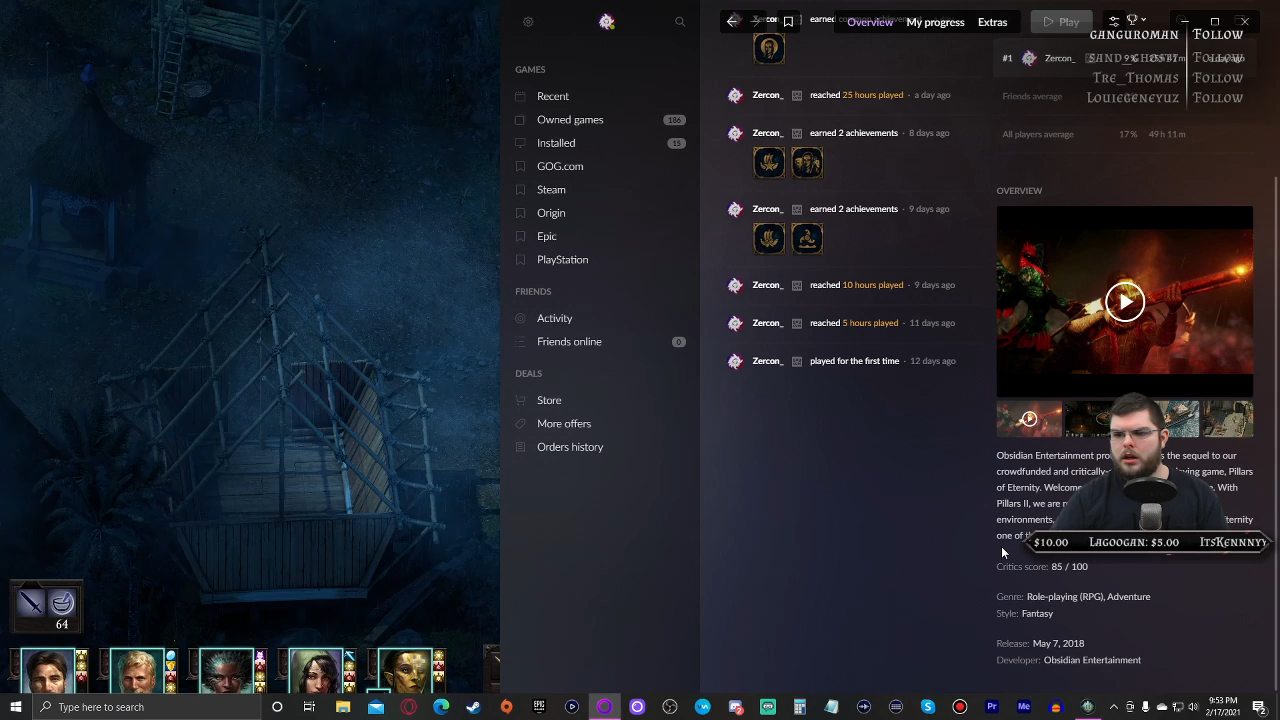 GAMES
Recent
Owned games 186
Installed 15
GOG.com
Steam
Origin
Epic
PlayStation
FRIENDS
Activity
Friends online 0
DEALS
Store
More offers
Orders history
Overview My progress Extras Play
Zercon_ earned
Zercon_ reached 25 hours played · a day ago
Zercon_ earned 2 achievements · 8 days ago
Zercon_ earned 2 achievements · 9 days ago
Zercon_ reached 10 hours played · 9 days ago
Zercon_ reached 5 hours played · 11 days ago
Zercon_ played for the first time · 12 days ago
GANGUROMAN FOLLOW
SAND_GHOST FOLLOW
TRE_THOMAS FOLLOW
LOUIEGENEYUZ FOLLOW
#1 Zercon_
Friends average
All players average 17% 49h 11m
OVERVIEW
Obsidian Entertainment the sequel to our
crowdfunded and critically- game, Pillars
of Eternity. Welcome With
Pillars II, we are
environments,
one of
$10.00 LAGOOGAN: $5.00 ITSKENNNYY
Critics score: 85 / 100
Genre: Role-playing (RPG), Adventure
Style: Fantasy
Release: May 7, 2018
Developer: Obsidian Entertainment
64
Type here to search
9:53 PM
2/17/2021